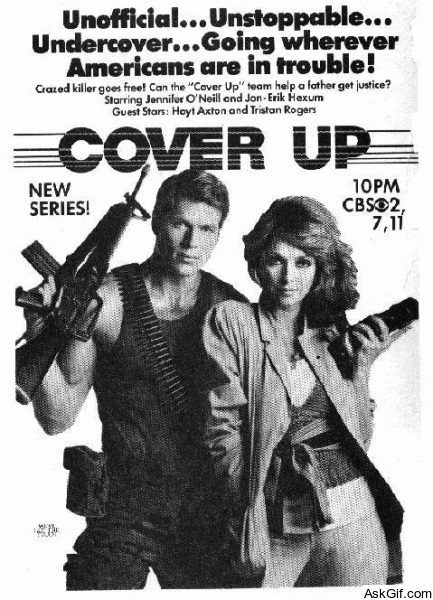 Unofficial...Unstoppable...
Undercover...Going wherever
Americans are in trouble!
Crazed killer goes free! Can the "Cover Up" team help a father get justice?
Starring Jennifer O'Neill and Jon-Erik Hexum
Guest Stars: Hoyt Axton and Tristan Rogers
COVER UP
NEW
SERIES!
10PM
CBS 2,
7, 11
AskGif.com